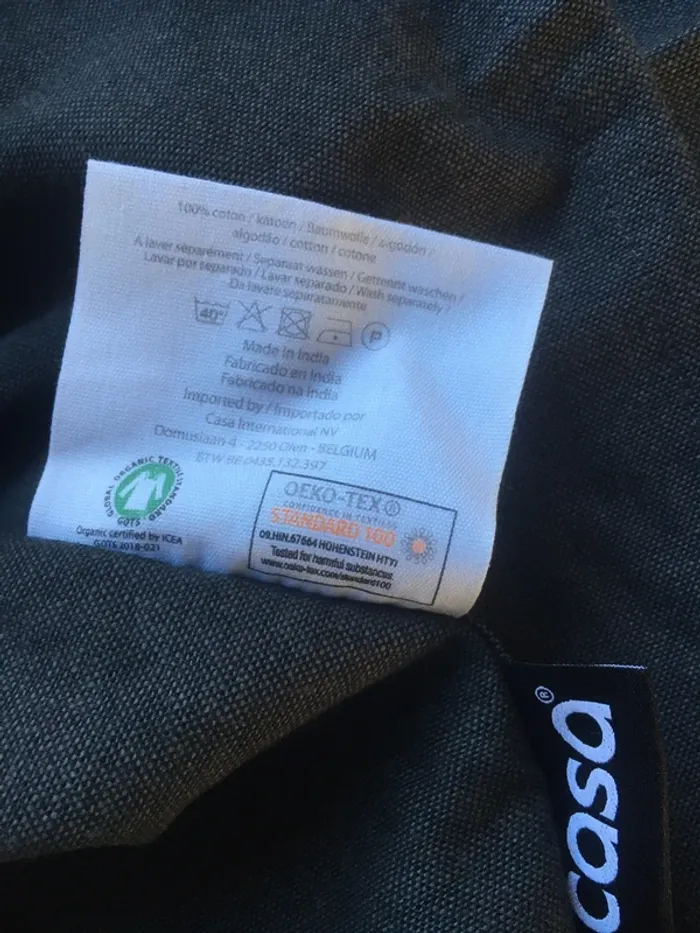 100% coton / katoen / Baumwolle / algodón /
algodão / cotton / cotone
A laver séparément / Separaat wassen / Getrennt waschen /
Lavar por separado / Lavar separado / Wash separately /
Da lavare separatamente
40° P
Made in India
Fabricado en India
Fabricado na India
Imported by / Importado por
Casa International NV
Domuslaan 4 - 2250 Olen - BELGIUM
BTW BE 0435.132.397
GLOBAL ORGANIC TEXTILE STANDARD
GOTS
Organic certified by ICEA
GOTS 2018-021
OEKO-TEX®
CONFIDENCE IN TEXTILES
STANDARD 100
09.HIN.67664 HOHENSTEIN HTTI
Tested for harmful substances
www.oeko-tex.com/standard100
casa®